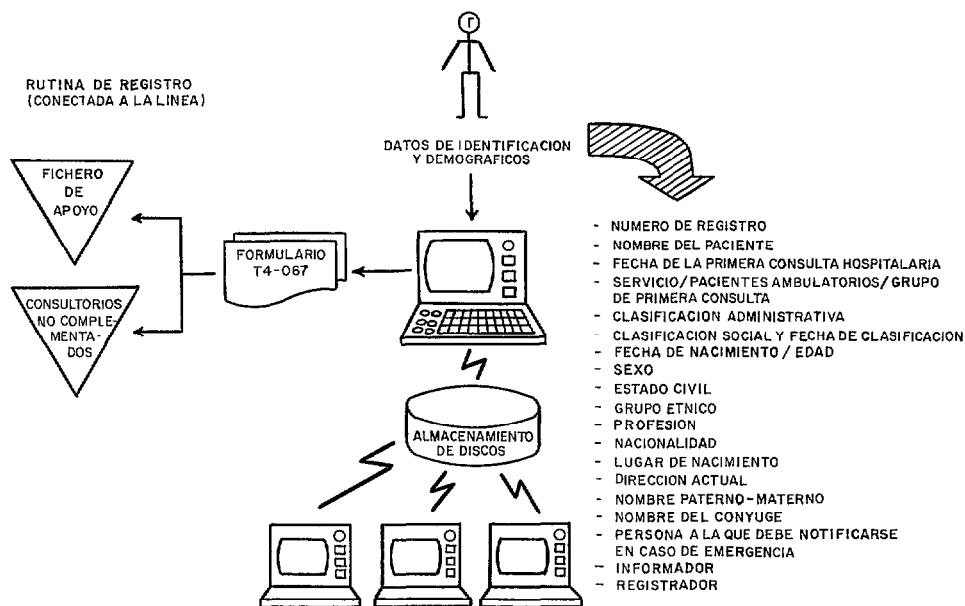 RUTINA DE REGISTRO
(CONECTADA A LA LINEA)
r
DATOS DE IDENTIFICACION
Y DEMOGRAFICOS
FICHERO
DE
APOYO
FORMULARIO
T4-067
CONSULTORIOS
NO COMPLE-
MENTA-
DOS
ALMACENAMIENTO
DE DISCOS
- NUMERO DE REGISTRO
- NOMBRE DEL PACIENTE
- FECHA DE LA PRIMERA CONSULTA HOSPITALARIA
- SERVICIO/PACIENTES AMBULATORIOS/GRUPO
DE PRIMERA CONSULTA
- CLASIFICACION ADMINISTRATIVA
CLASIFICACION SOCIAL Y FECHA DE CLASIFICACION
- FECHA DE NACIMIENTO / EDAD
- SEXO
- ESTADO CIVIL
- GRUPO ETNICO
- PROFESION
- NACIONALIDAD
- LUGAR DE NACIMIENTO
- DIRECCION ACTUAL
- NOMBRE PATERNO-MATERNO
- NOMBRE DEL CONYUGE
- PERSONA A LA QUE DEBE NOTIFICARSE
EN CASO DE EMERGENCIA
- INFORMADOR
- REGISTRADOR